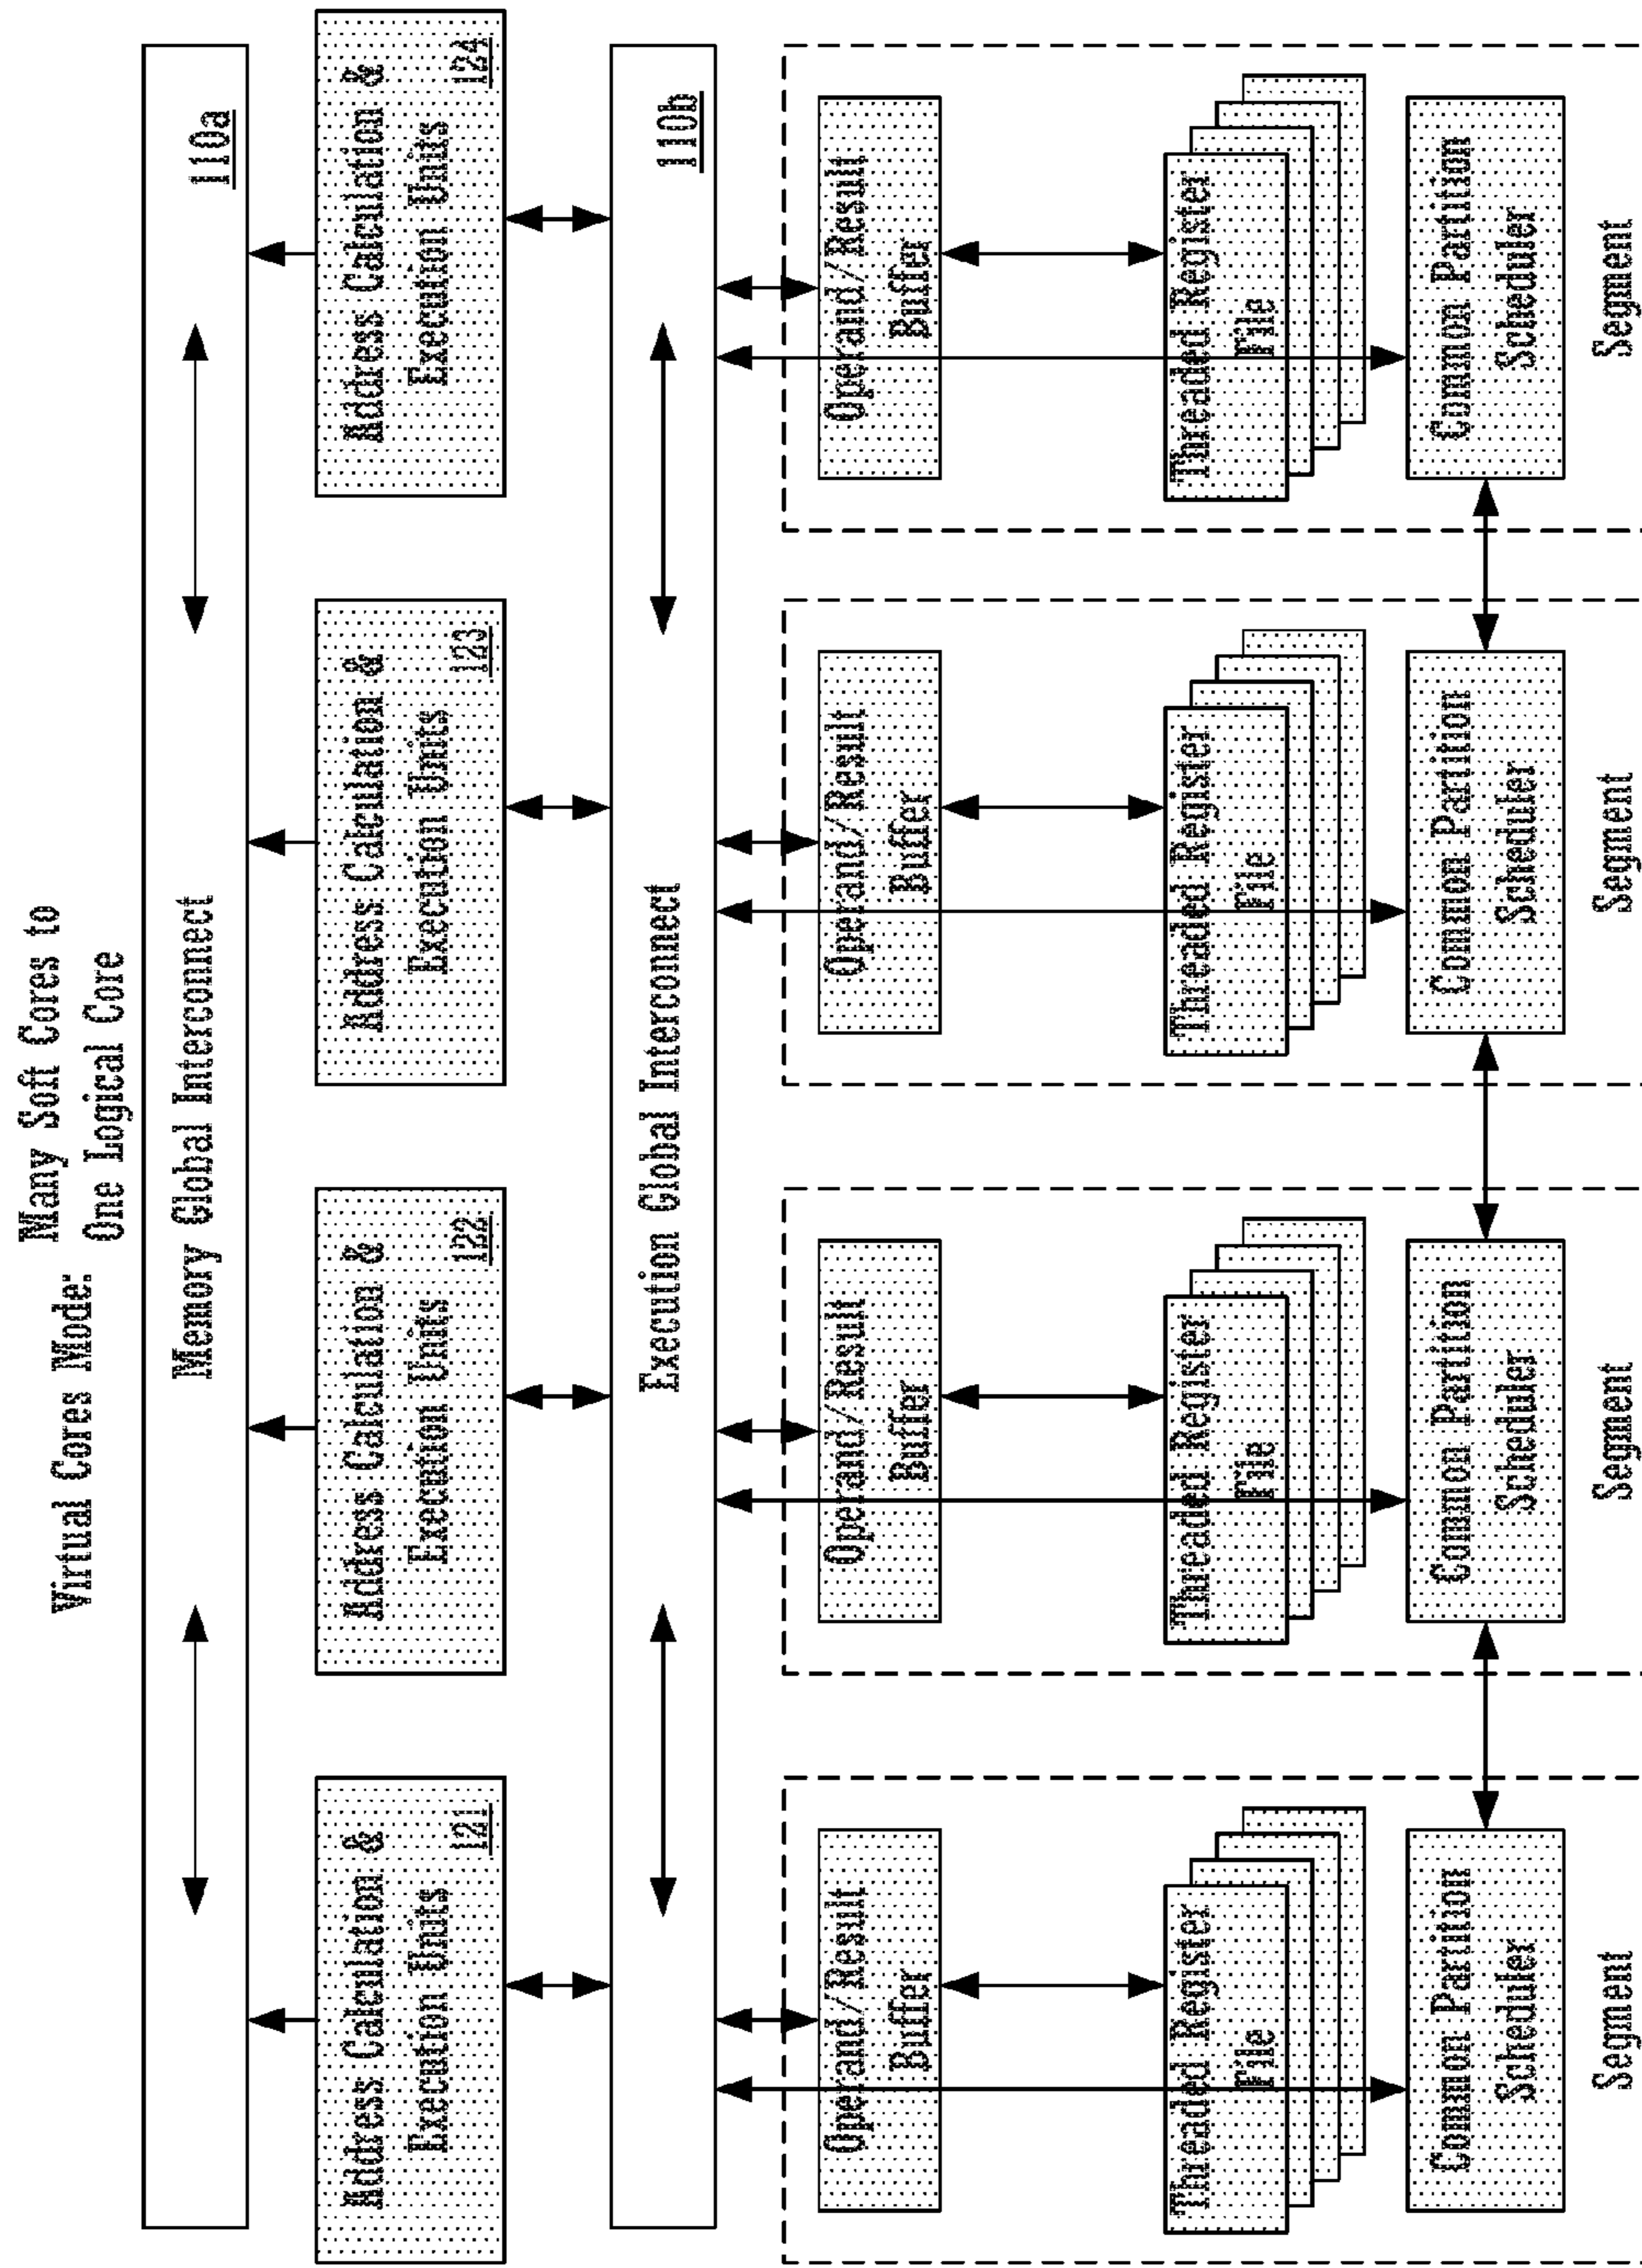 Virtual Cores Mode: Many Soft Cores to
One Logical Core
110a
Memory Global Interconnect
Address Calculation &
Execution Units
121
Address Calculation &
Execution Units
122
Address Calculation &
Execution Units
123
Address Calculation &
Execution Units
124
110b
Execution Global Interconnect
Operand/Result
Buffer
Operand/Result
Buffer
Operand/Result
Buffer
Operand/Result
Buffer
Threaded Register
File
Threaded Register
File
Threaded Register
File
Threaded Register
File
Common Partition
Scheduler
Common Partition
Scheduler
Common Partition
Scheduler
Common Partition
Scheduler
Segment
Segment
Segment
Segment